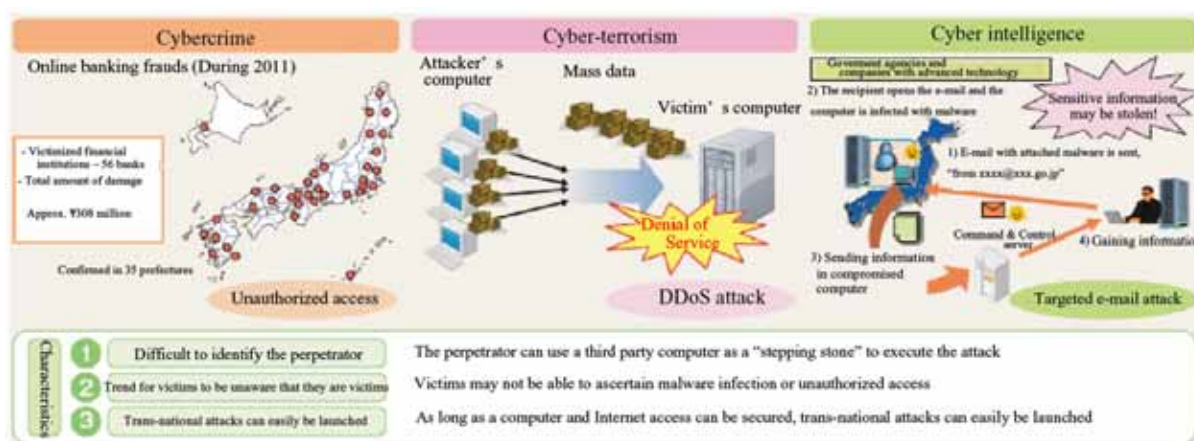 Cybercrime
Online banking frauds (During 2011)
- Victimized financial
institutions – 56 banks
- Total amount of damage
Approx. ¥308 million
Confirmed in 35 prefectures
Unauthorized access
Cyber-terrorism
Attacker's
computer
Mass data
Victim's computer
Denial of
Service
DDoS attack
Cyber intelligence
Goverment agencies and
companies with advanced technology
2) The recipient opens the e-mail and the
computer is infected with malware
Sensitive information
may be stolen!
1) E-mail with attached malware is sent,
"from xxxx@xxx.go.jp"
Command & Control
server
4) Gaining information
3) Sending information
in compromised
computer
Targeted e-mail attack
Characteristics
1 Difficult to identify the perpetrator
The perpetrator can use a third party computer as a "stepping stone" to execute the attack
2 Trend for victims to be unaware that they are victims
Victims may not be able to ascertain malware infection or unauthorized access
3 Trans-national attacks can easily be launched
As long as a computer and Internet access can be secured, trans-national attacks can easily be launched